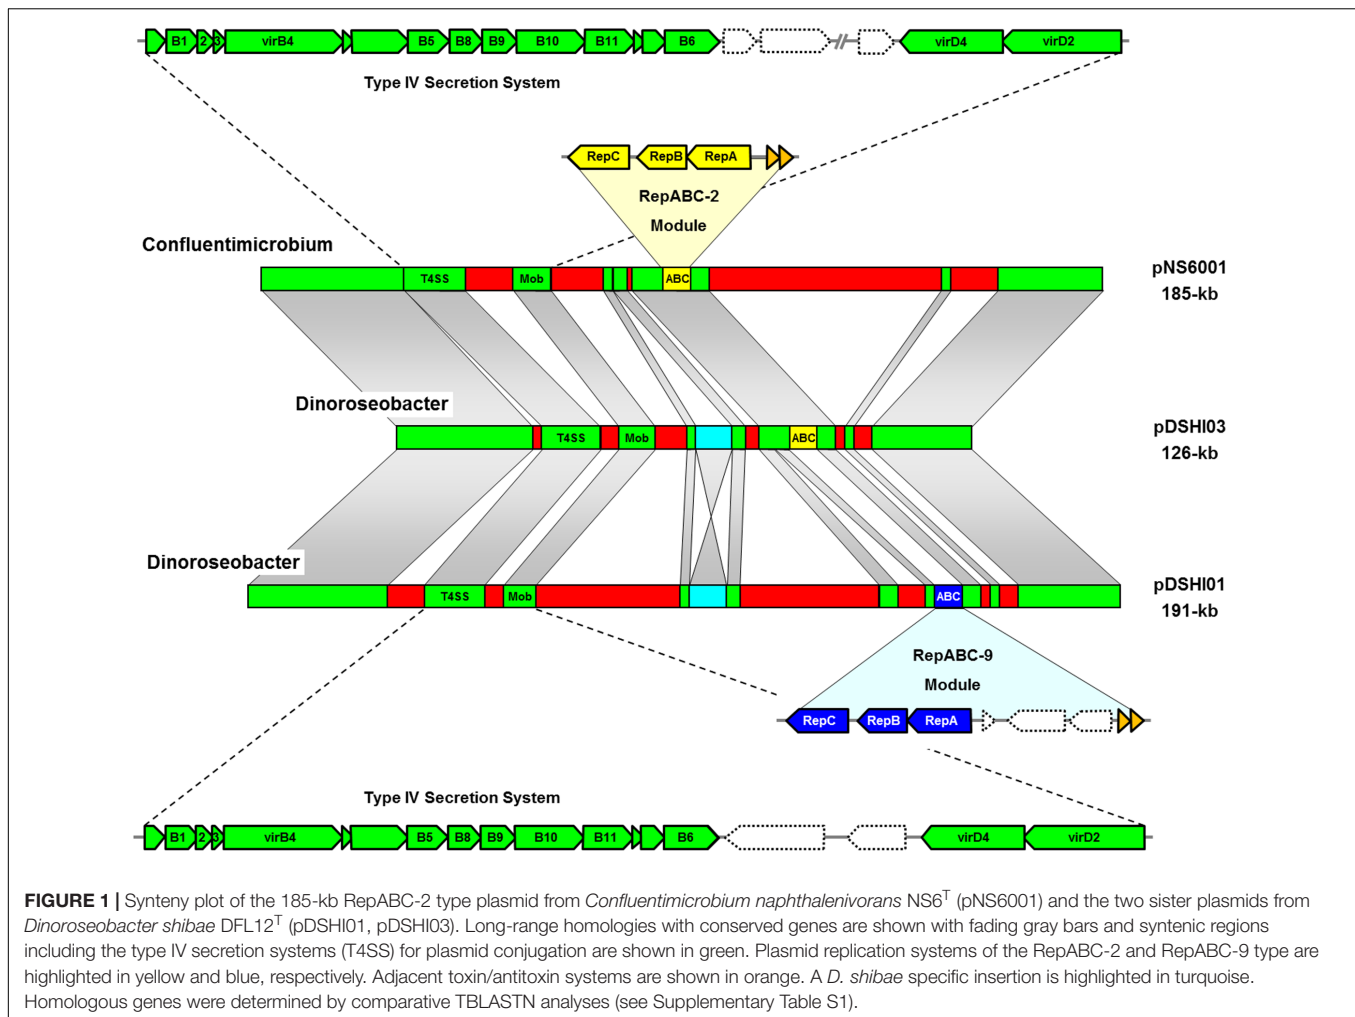 B1 2 3 virB4 B5 B8 B9 B10 B11 B6 virD4 virD2
Type IV Secretion System
RepC RepB RepA
RepABC-2
Module
Confluentimicrobium
T4SS Mob ABC
pNS6001
185-kb
Dinoroseobacter
T4SS Mob ABC
pDSHI03
126-kb
Dinoroseobacter
T4SS Mob ABC
pDSHI01
191-kb
RepABC-9
Module
RepC RepB RepA
Type IV Secretion System
B1 2 3 virB4 B5 B8 B9 B10 B11 B6 virD4 virD2
FIGURE 1 | Synteny plot of the 185-kb RepABC-2 type plasmid from Confluentimicrobium naphthalenivorans NS6T (pNS6001) and the two sister plasmids from
Dinoroseobacter shibae DFL12T (pDSHI01, pDSHI03). Long-range homologies with conserved genes are shown with fading gray bars and syntenic regions
including the type IV secretion systems (T4SS) for plasmid conjugation are shown in green. Plasmid replication systems of the RepABC-2 and RepABC-9 type are
highlighted in yellow and blue, respectively. Adjacent toxin/antitoxin systems are shown in orange. A D. shibae specific insertion is highlighted in turquoise.
Homologous genes were determined by comparative TBLASTN analyses (see Supplementary Table S1).